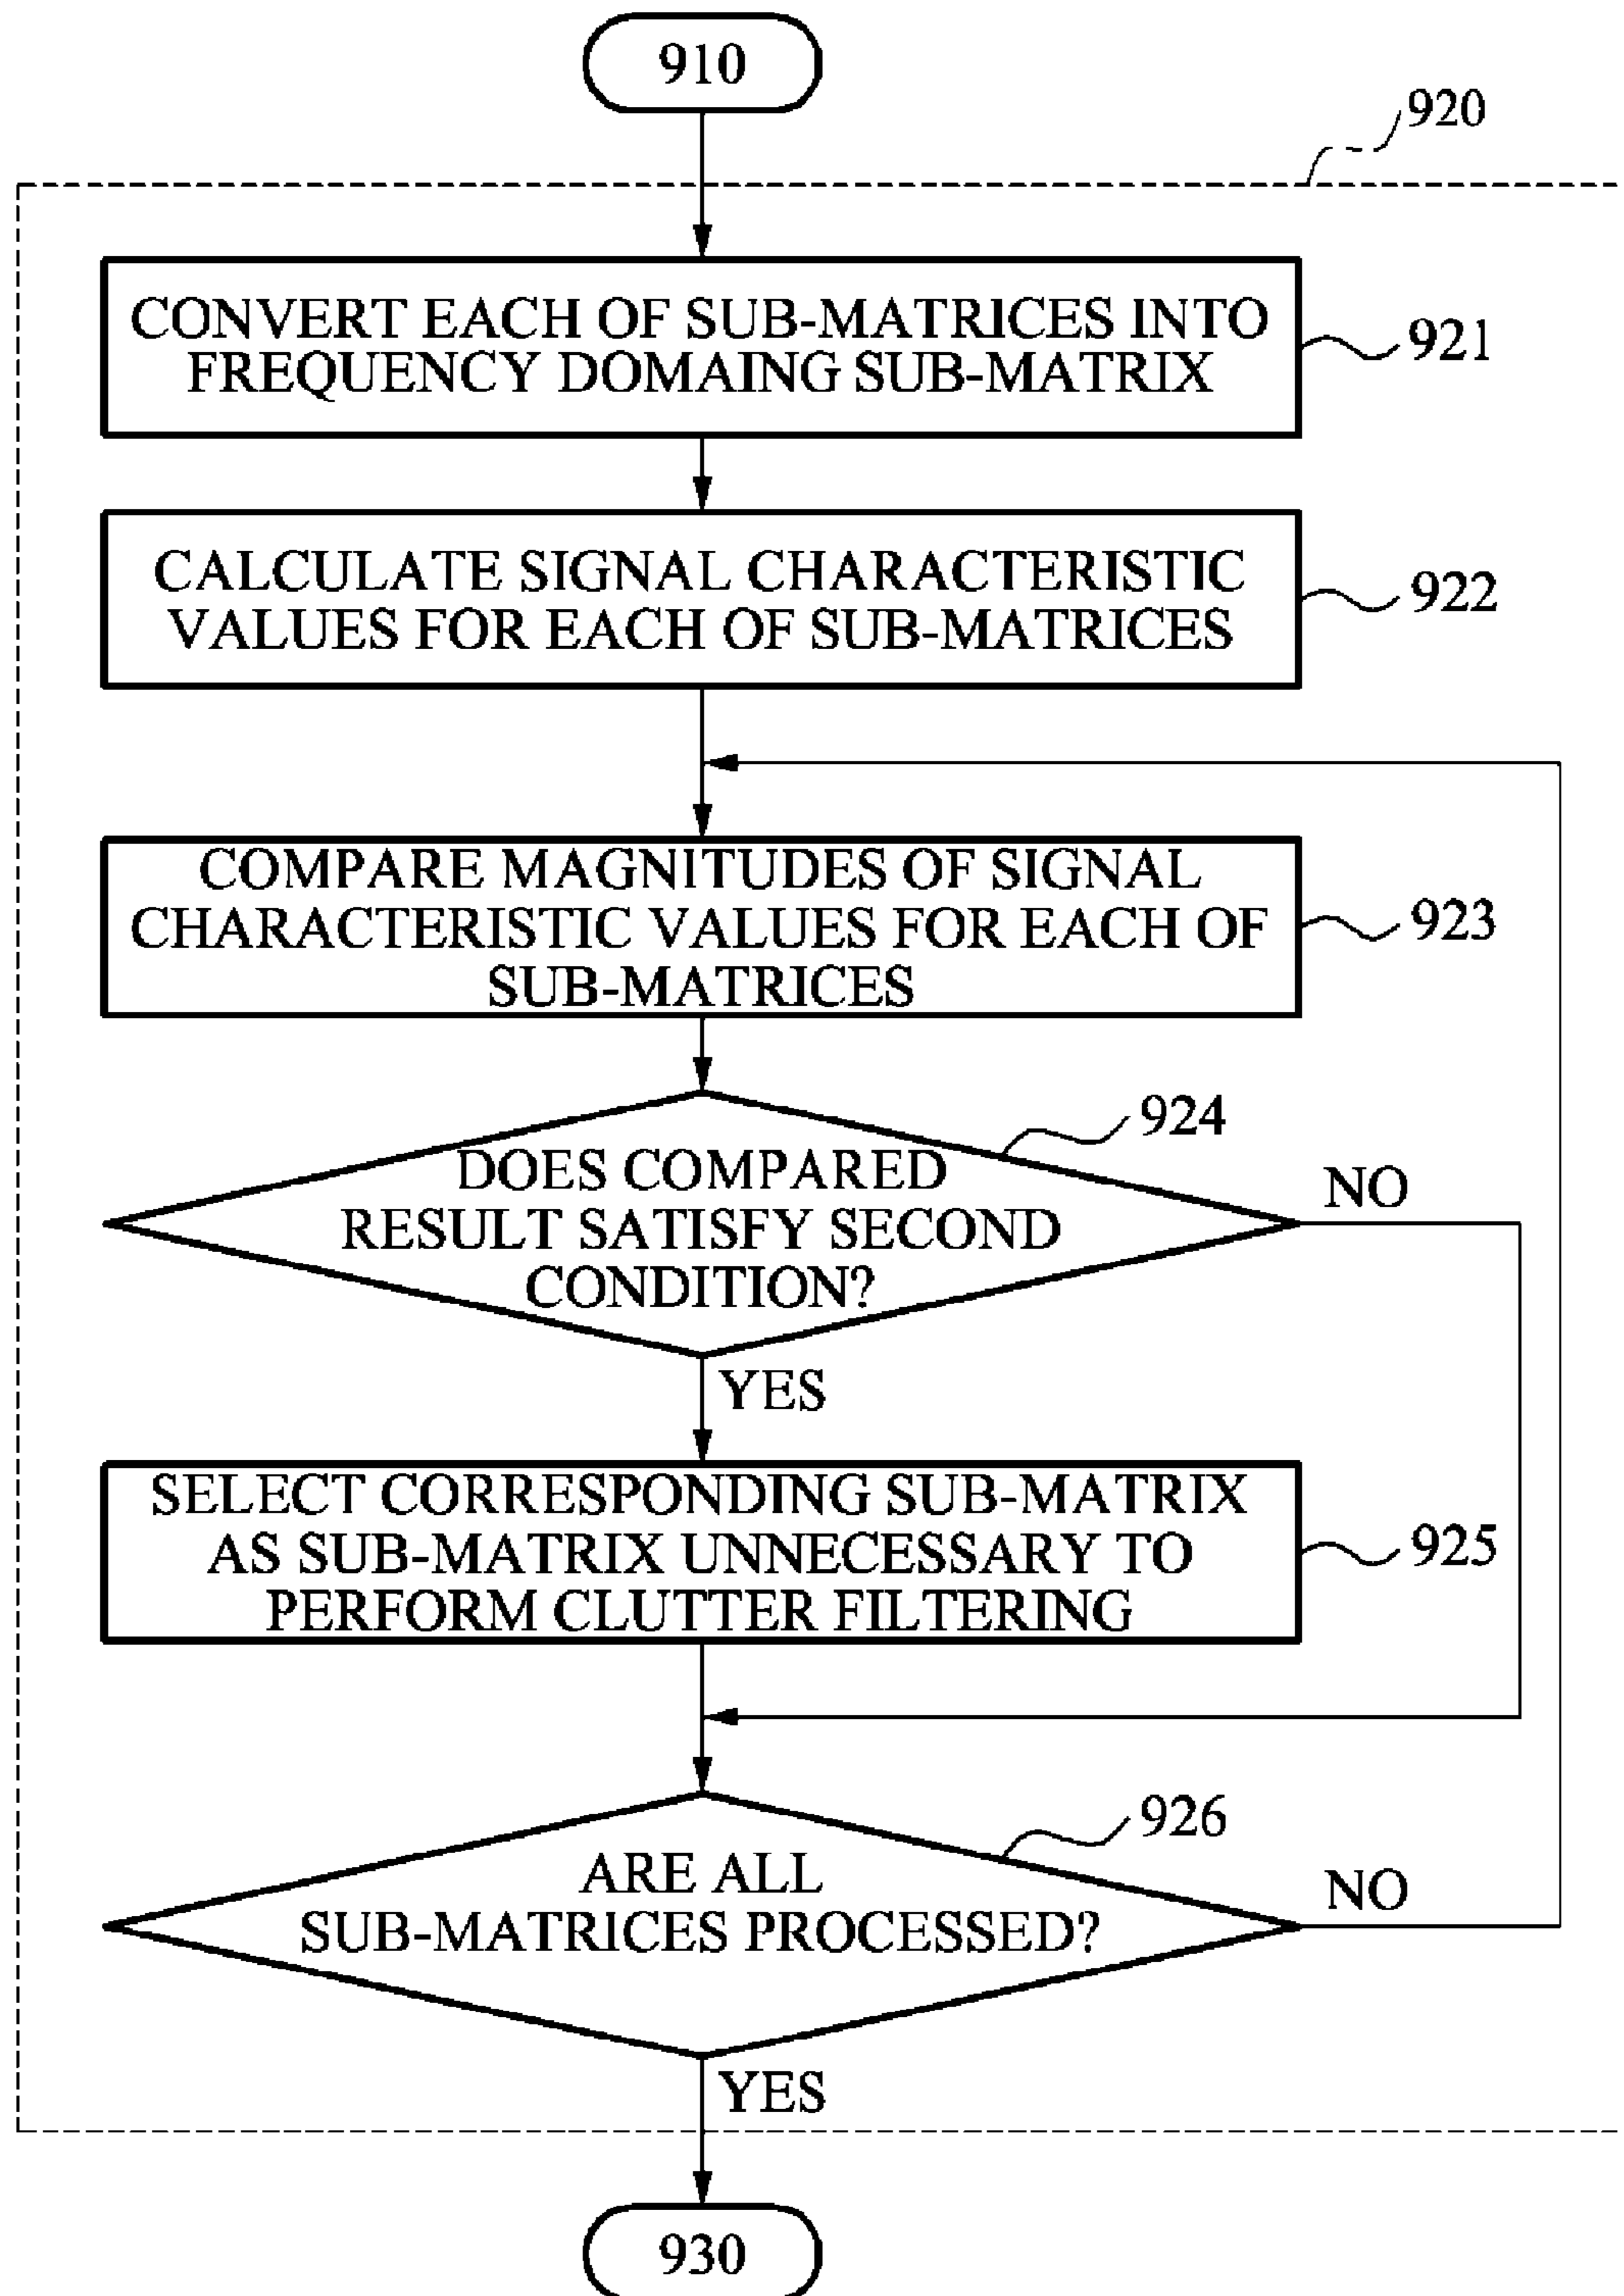 910
920
CONVERT EACH OF SUB-MATRICES INTO
FREQUENCY DOMAING SUB-MATRIX
921
CALCULATE SIGNAL CHARACTERISTIC
VALUES FOR EACH OF SUB-MATRICES
922
COMPARE MAGNITUDES OF SIGNAL
CHARACTERISTIC VALUES FOR EACH OF
SUB-MATRICES
923
924
DOES COMPARED
RESULT SATISFY SECOND
CONDITION?
NO
YES
SELECT CORRESPONDING SUB-MATRIX
AS SUB-MATRIX UNNECESSARY TO
PERFORM CLUTTER FILTERING
925
926
ARE ALL
SUB-MATRICES PROCESSED?
NO
YES
930